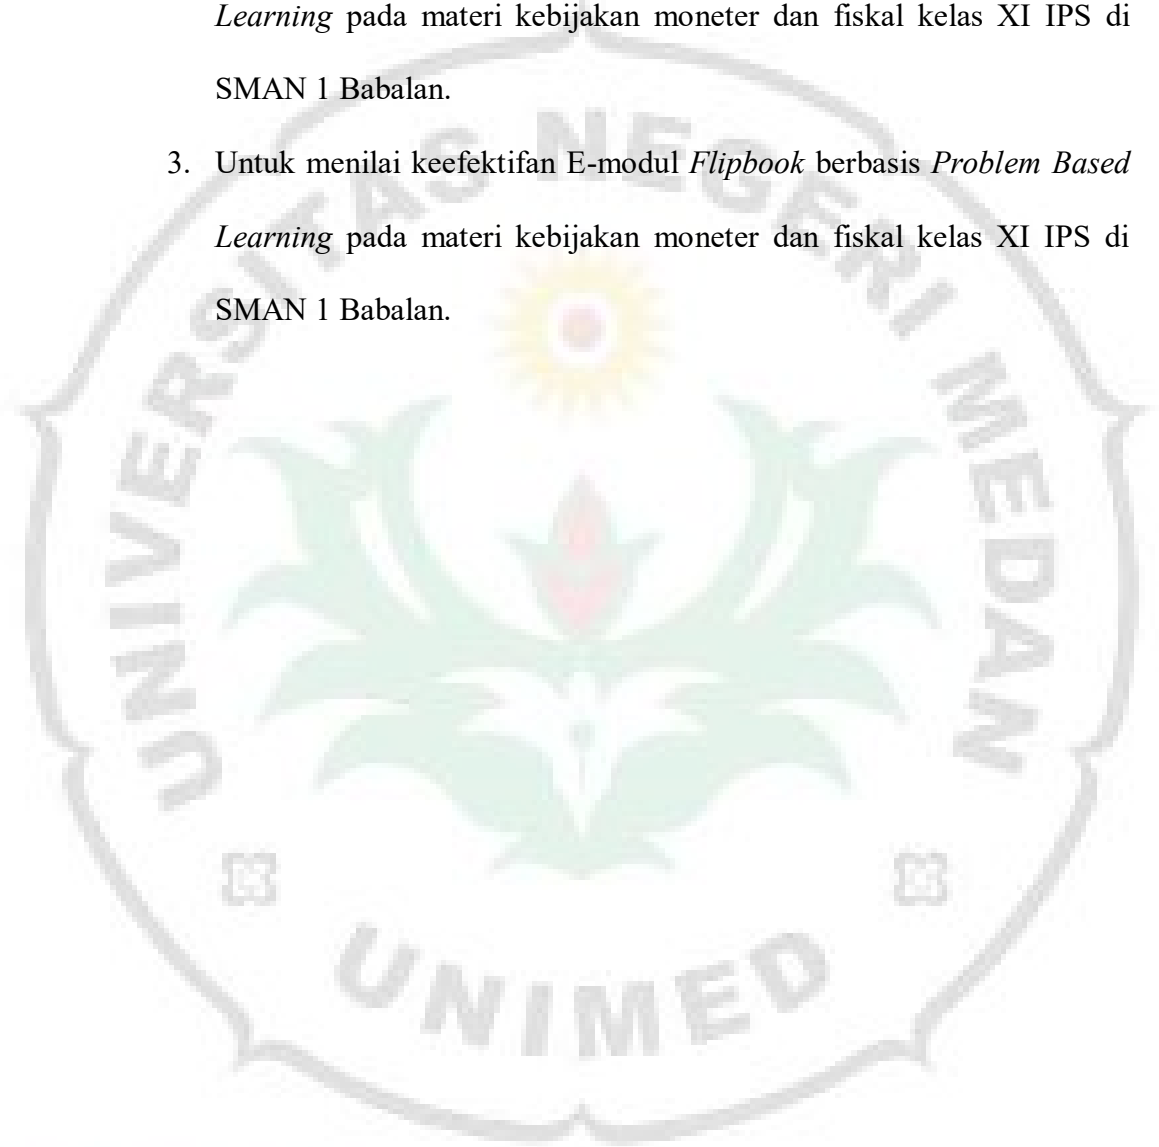 Learning pada materi kebijakan moneter dan fiskal kelas XI IPS di
SMAN 1 Babalan.
3. Untuk menilai keefektifan E-modul Flipbook berbasis Problem Based
Learning pada materi kebijakan moneter dan fiskal kelas XI IPS di
SMAN 1 Babalan.
UNIVERSITAS NEGERI MEDAN
UNIMED